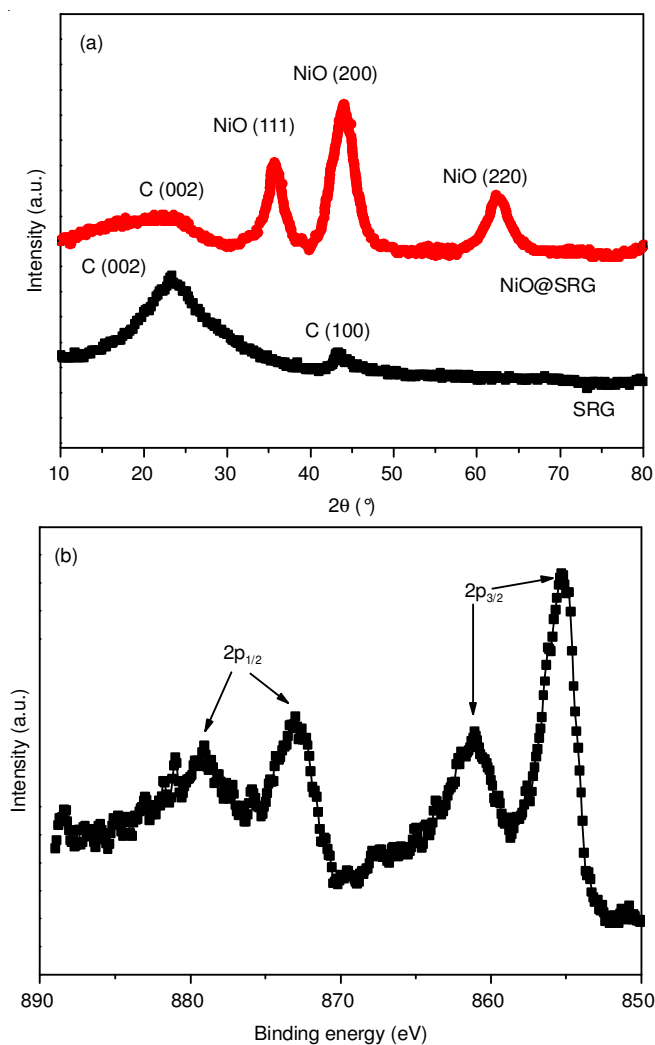 (a)
NiO (200)
NiO (111)
C (002)
NiO (220)
C (002)
NiO@SRG
C (100)
SRG
Intensity (a.u.)
10 20 30 40 50 60 70 80
2θ (°)
(b)
2p3/2
2p1/2
Intensity (a.u.)
890 880 870 860 850
Binding energy (eV)